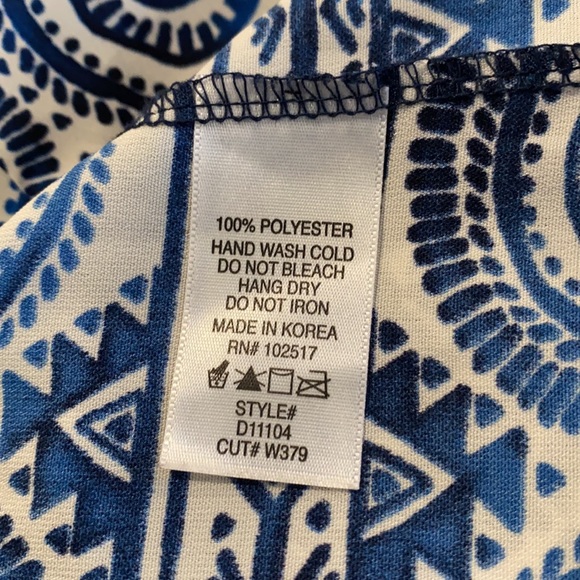 100% POLYESTER
HAND WASH COLD
DO NOT BLEACH
HANG DRY
DO NOT IRON
MADE IN KOREA
RN# 102517
STYLE#
D11104
CUT# W379